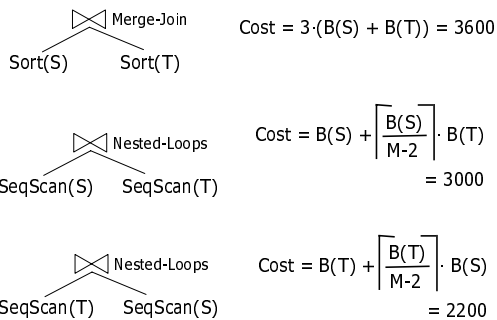 Merge-Join
Cost = 3·(B(S) + B(T)) = 3600
Sort(S) Sort(T)
Nested-Loops
Cost = B(S) + ⌈B(S) / M-2⌉ · B(T)
= 3000
SeqScan(S) SeqScan(T)
Nested-Loops
Cost = B(T) + ⌈B(T) / M-2⌉ · B(S)
= 2200
SeqScan(T) SeqScan(S)